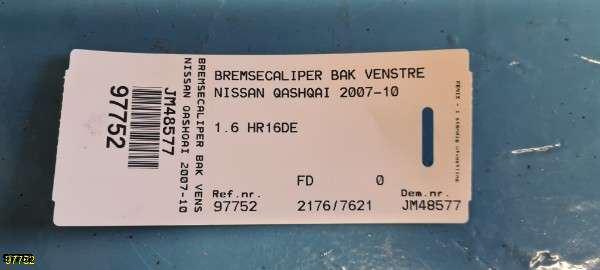 BREMSECALIPER BAK VENSTRE
NISSAN QASHQAI 2007-10
1.6 HR16DE
FD 0
Ref.nr. Dem.nr.
97752 2176/7621 JM48577
BREMSECALIPER BAK VENS
NISSAN QASHQAI 2007-10
JM48577
97752
FENIX - i
97752